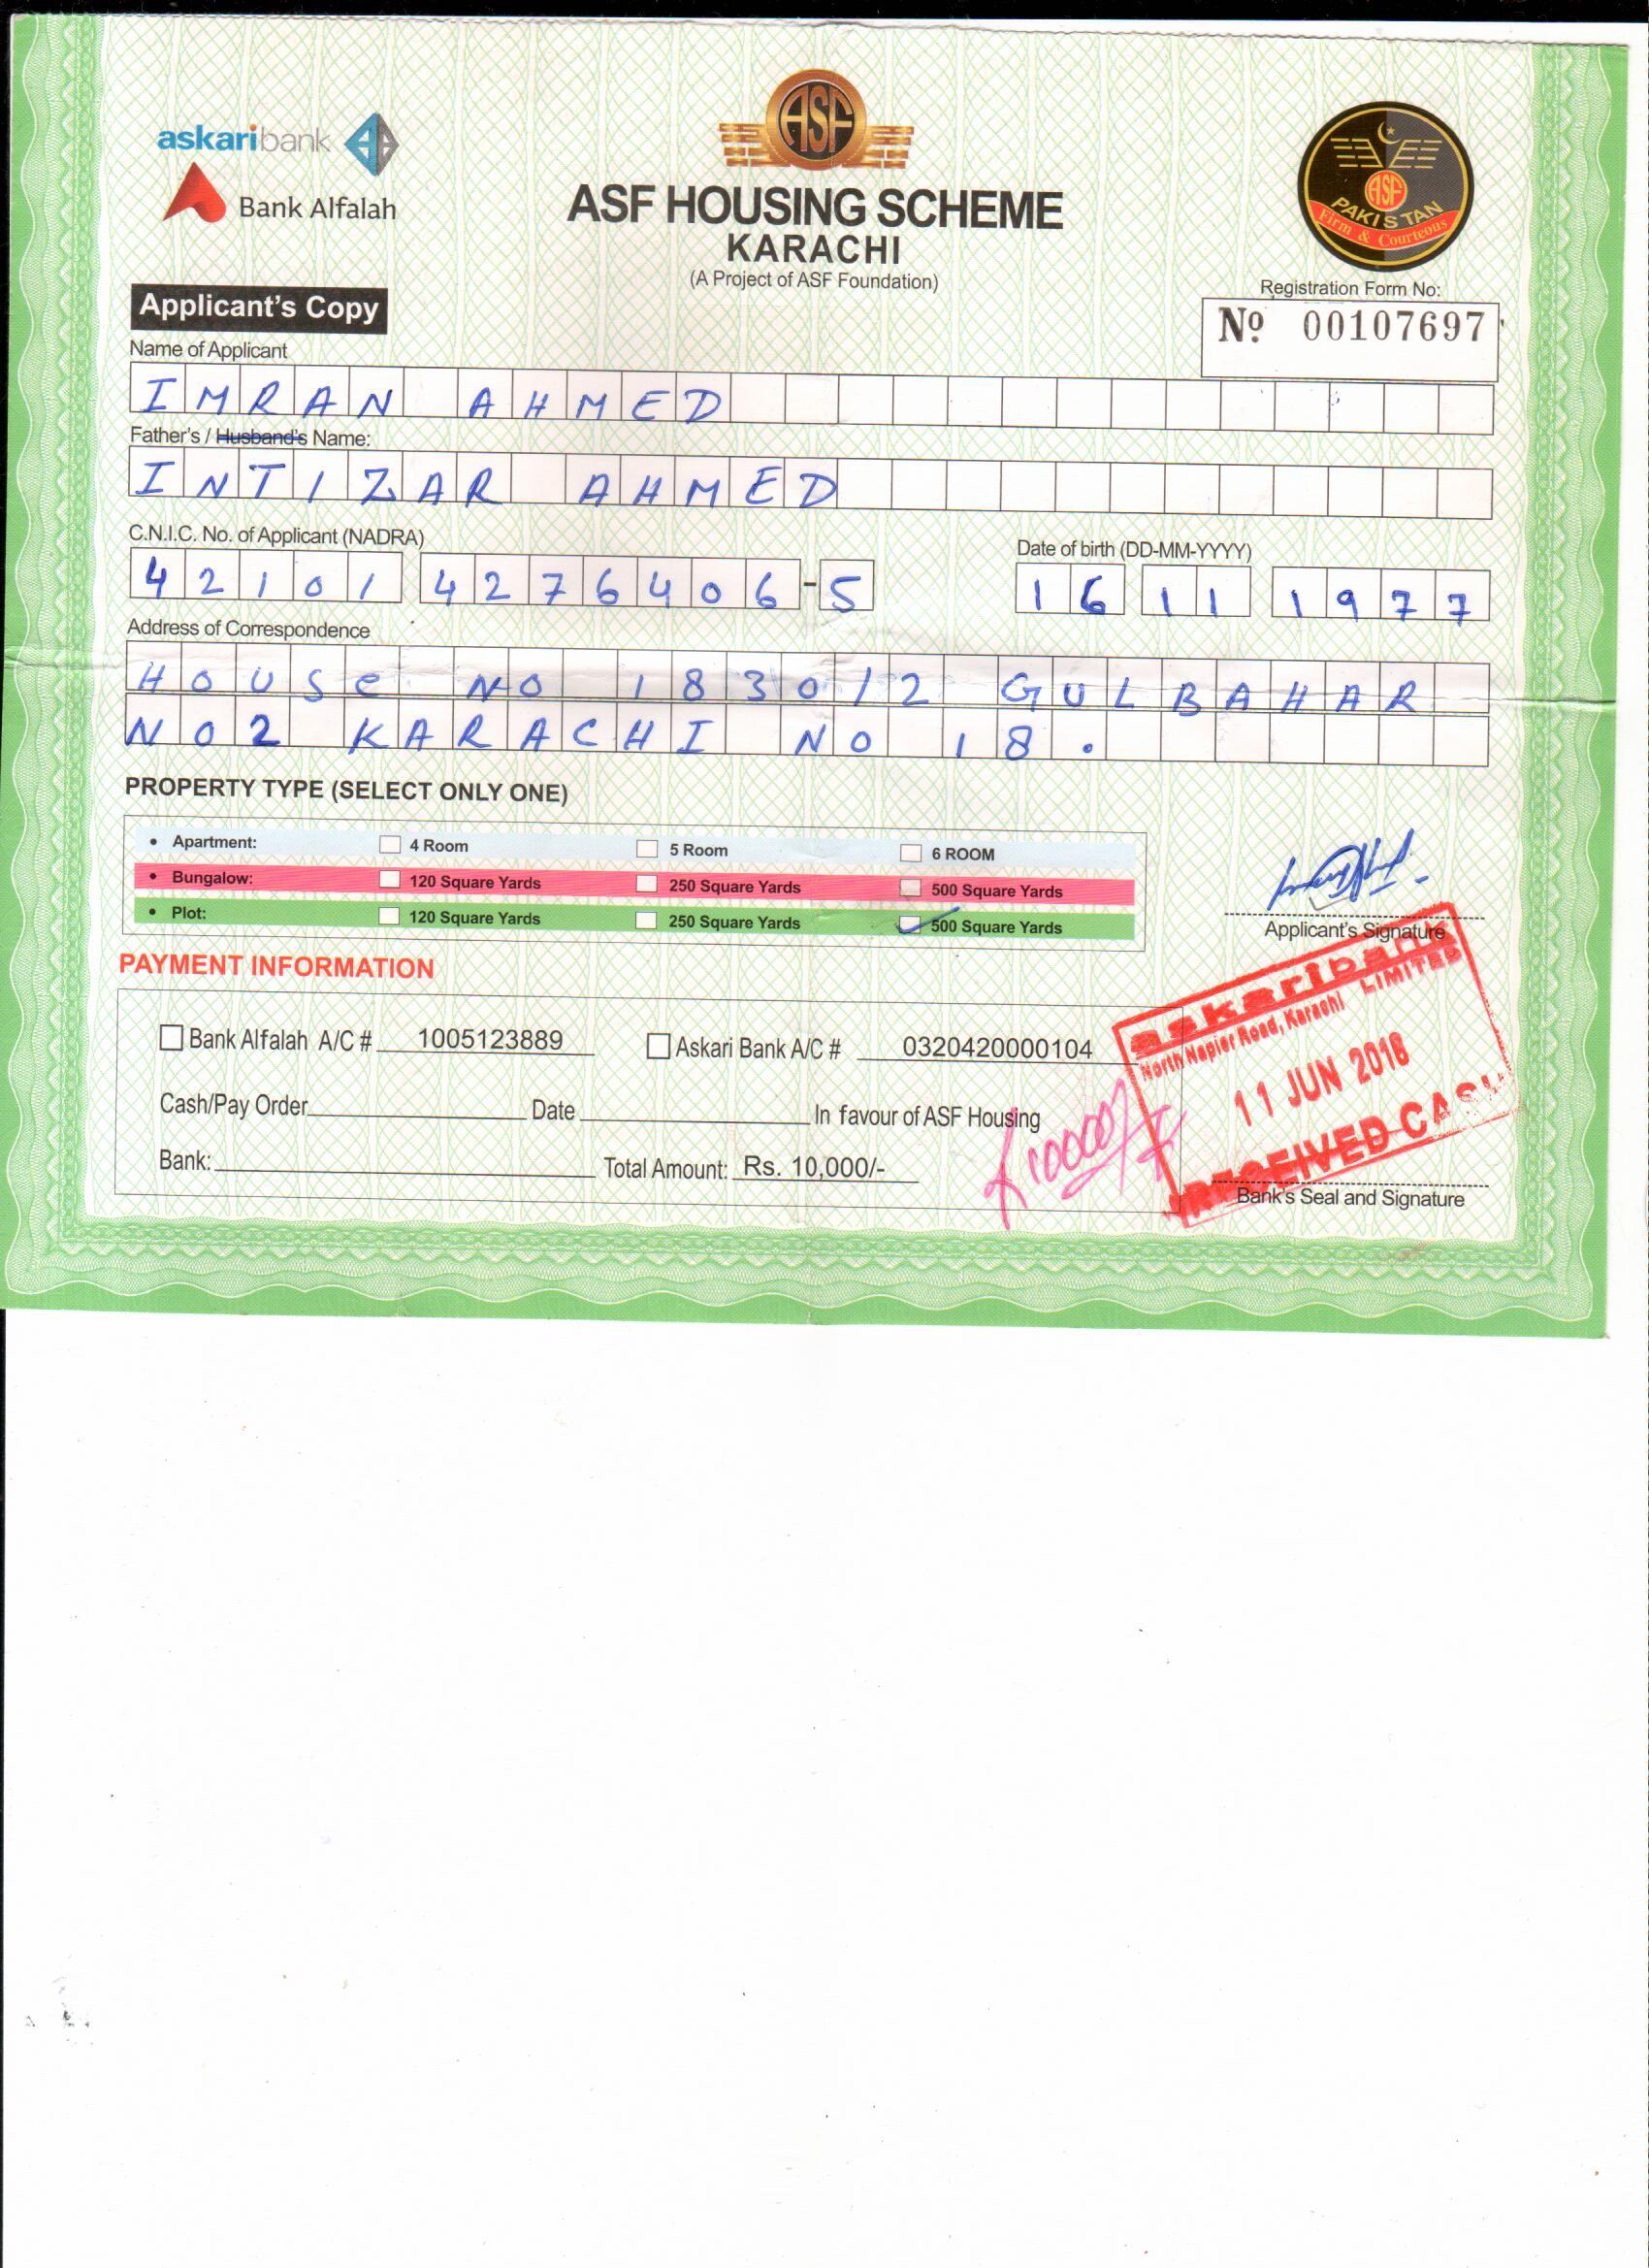 askaribank
Bank Alfalah
ASF
ASF HOUSING SCHEME
KARACHI
(A Project of ASF Foundation)
ASF
PAKISTAN
Firm & Courteous
Applicant's Copy
Registration Form No:
Nº 00107697
Name of Applicant
IMRAN AHMED
Father's / Husband's Name:
INTIZAR AHMED
C.N.I.C. No. of Applicant (NADRA)
42101 4276406-5
Date of birth (DD-MM-YYYY)
16 11 1977
Address of Correspondence
HOUSe NO 1830/2 GULBAHAR
NO2 KARACHI NO 18.
PROPERTY TYPE (SELECT ONLY ONE)
• Apartment: 4 Room 5 Room 6 ROOM
• Bungalow: 120 Square Yards 250 Square Yards 500 Square Yards
• Plot: 120 Square Yards 250 Square Yards 500 Square Yards
Applicant's Signature
PAYMENT INFORMATION
Bank Alfalah A/C # 1005123889 Askari Bank A/C # 0320420000104
Cash/Pay Order Date In favour of ASF Housing
Bank: Total Amount: Rs. 10,000/-
10000/
askaribank
LIMITED
North Napier Road, Karachi
11 JUN 2018
RECEIVED CASH
Bank's Seal and Signature